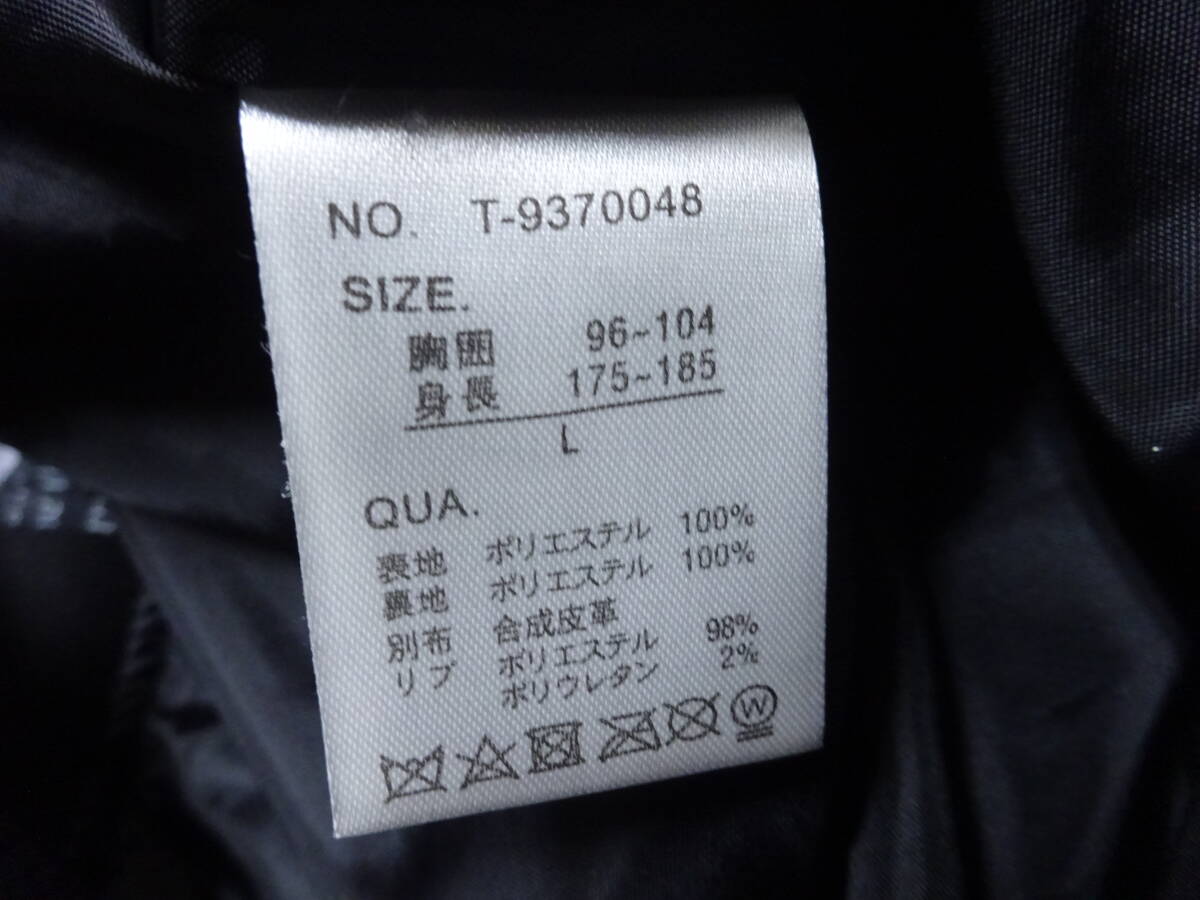 NO. T-9370048
SIZE.
胸囲 96~104
身長 175~185
L
QUA.
表地 ポリエステル 100%
裏地 ポリエステル 100%
別布 合成皮革
リブ ポリエステル 98%
ポリウレタン 2%
W